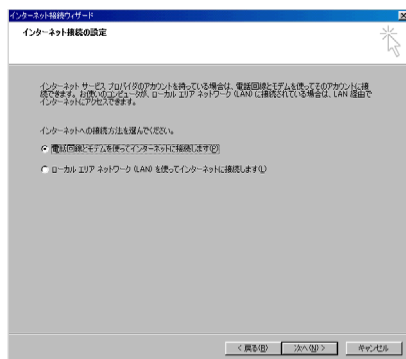 インターネット接続ウィザード
インターネット接続の設定
インターネット サービス プロバイダのアカウントを持っている場合は、電話回線とモデムを使ってそのアカウントに接
続できます。お使いのコンピュータが、ローカル エリア ネットワーク (LAN) に接続されている場合は、LAN 経由で
インターネットにアクセスできます。
インターネットへの接続方法を選んでください。
電話回線とモデムを使ってインターネットに接続します(P)
ローカル エリア ネットワーク (LAN) を使ってインターネットに接続します(L)
< 戻る(B)
次へ(N) >
キャンセル